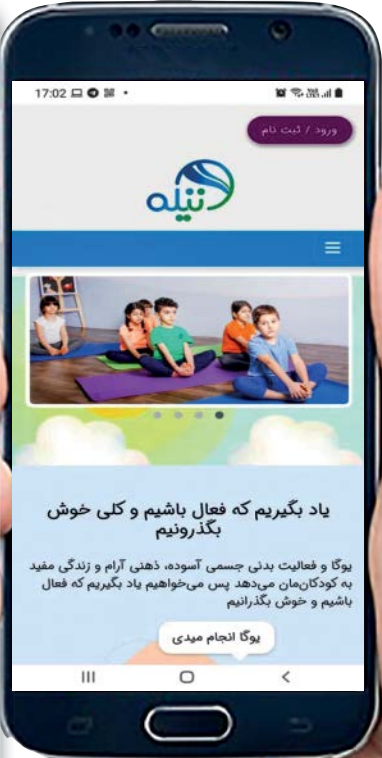 17:02
ورود / ثبت نام
نیله
یاد بگیریم که فعال باشیم و کلی خوش
بگذرونیم
یوگا و فعالیت بدنی جسمی آسوده، ذهنی آرام و زندگی مفید
به کودکان‌مان می‌دهد پس می‌خواهیم یاد بگیریم که فعال
باشیم و خوش بگذرانیم
یوگا انجام میدی